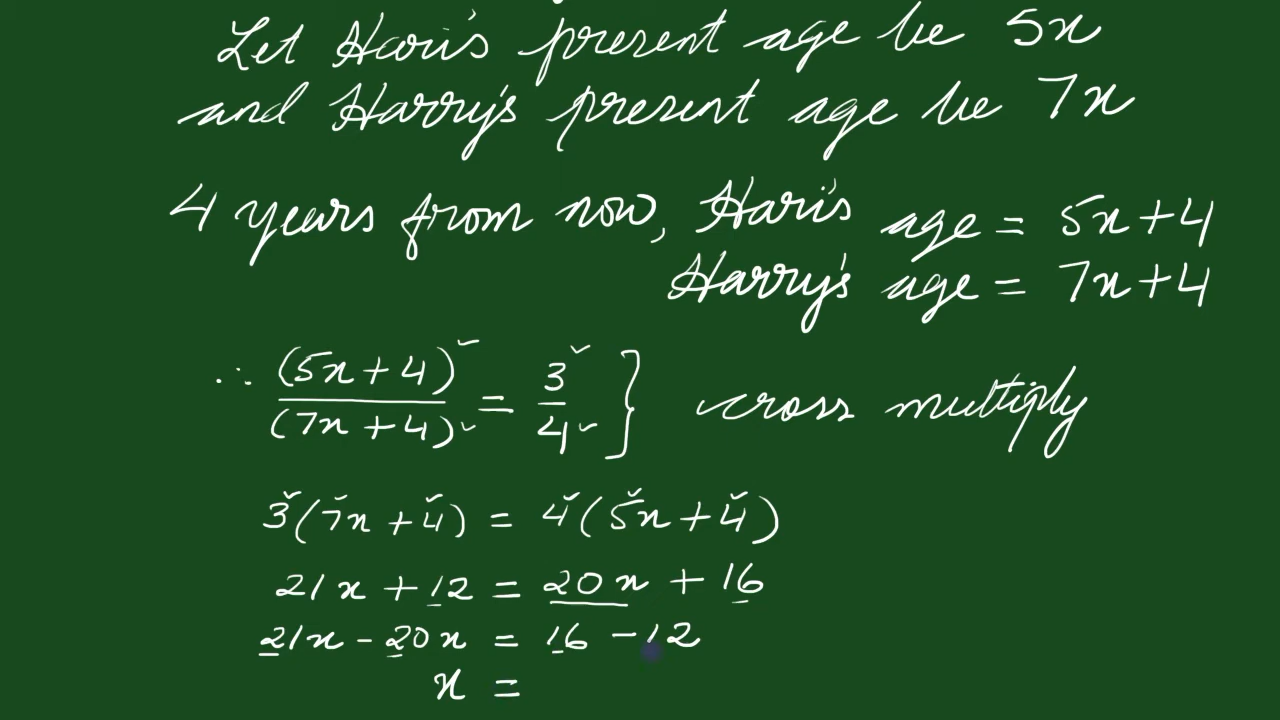 Let Hari's present age be 5x
and Harry's present age be 7x
4 years from now, Hari's age = 5x+4
Harry's age = 7x+4
∴ (5x+4)/(7x+4) = 3/4 } cross multiply
3(7x+4) = 4(5x+4)
21x+12 = 20x+16
21x-20x = 16-12
x =